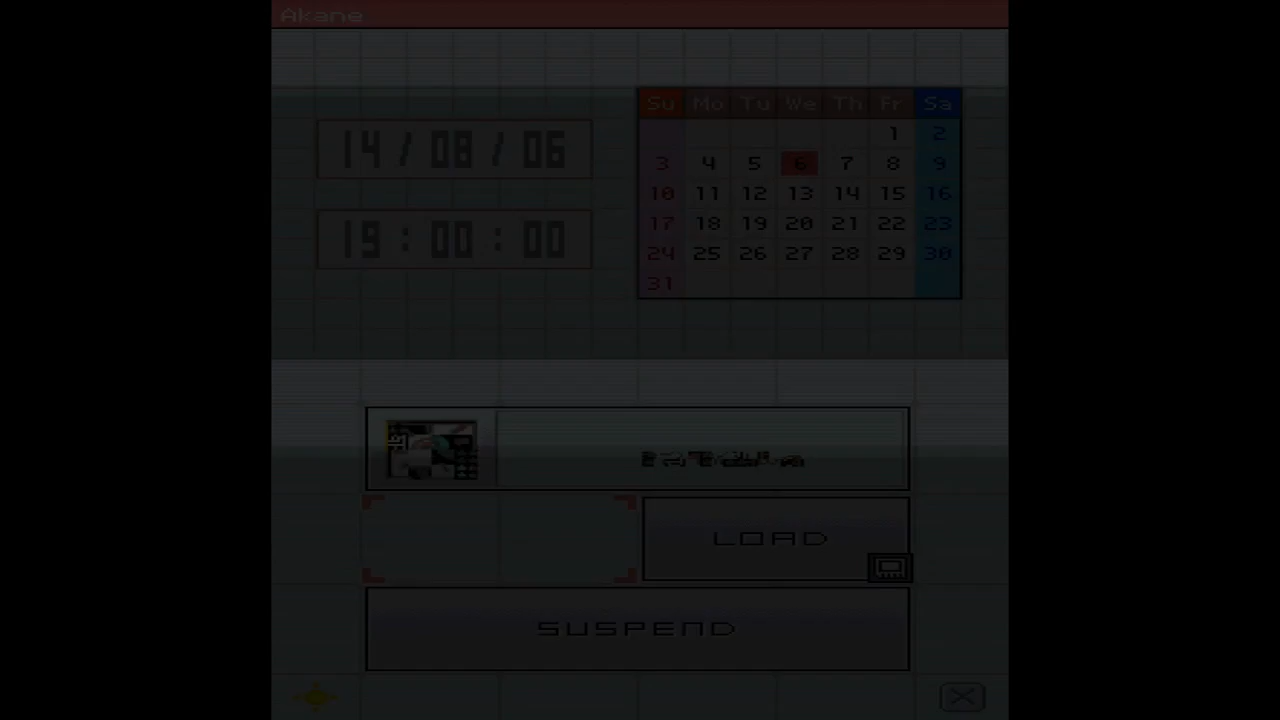 Akane
14/08/06
19:00:00
Su Mo Tu We Th Fr Sa
1 2
3 4 5 6 7 8 9
10 11 12 13 14 15 16
17 18 19 20 21 22 23
24 25 26 27 28 29 30
31
LOAD
SUSPEND